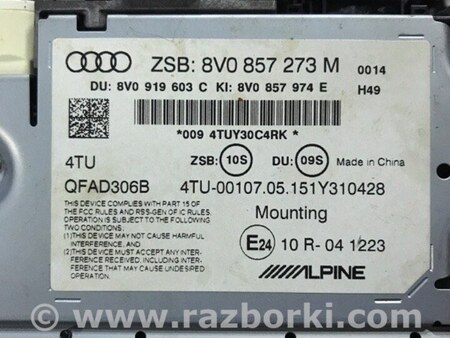 ZSB: 8V0 857 273 M 0014
DU: 8V0 919 603 C KI: 8V0 857 974 E H49
*009 4TUY30C4RK *
4TU ZSB: 10S DU: 09S Made in China
QFAD306B 4TU-00107.05.151Y310428
THIS DEVICE COMPLIES WITH PART 15 OF
THE FCC RULES AND RSS-GEN OF IC RULES.
OPERATION IS SUBJECT TO THE FOLLOWING
TWO CONDITIONS.
(1)THIS DEVICE MAY NOT CAUSE HARMFUL
INTERFERENCE, AND
(2)THIS DEVICE MUST ACCEPT ANY
INTERFERENCE RECEIVED, INCLUDING
INTERFERENCE THAT MAY CAUSE UNDESIRED
OPERATION.
Mounting
E24 10 R- 04 1223
ALPINE
© www.razborki.com